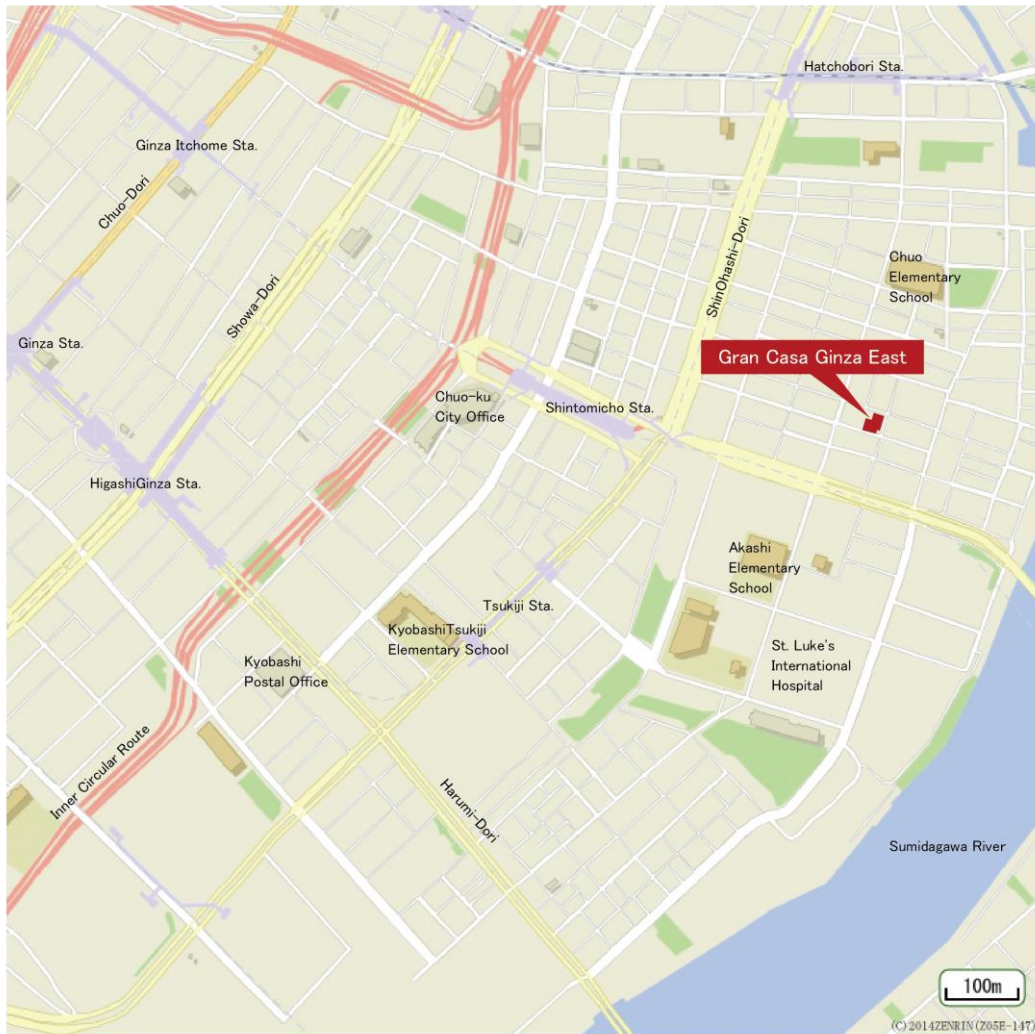 Hatchobori Sta.
Ginza Itchome Sta.
Chuo-Dori
ShinOhashi-Dori
Chuo
Elementary
School
Showa-Dori
Ginza Sta.
Gran Casa Ginza East
Chuo-ku
City Office
Shintomicho Sta.
HigashiGinza Sta.
Akashi
Elementary
School
Tsukiji Sta.
KyobashiTsukiji
Elementary School
St. Luke's
International
Hospital
Kyobashi
Postal Office
Inner Circular Route
Harumi-Dori
Sumidagawa River
100m
(C) 2014ZENRIN(Z05E-147)